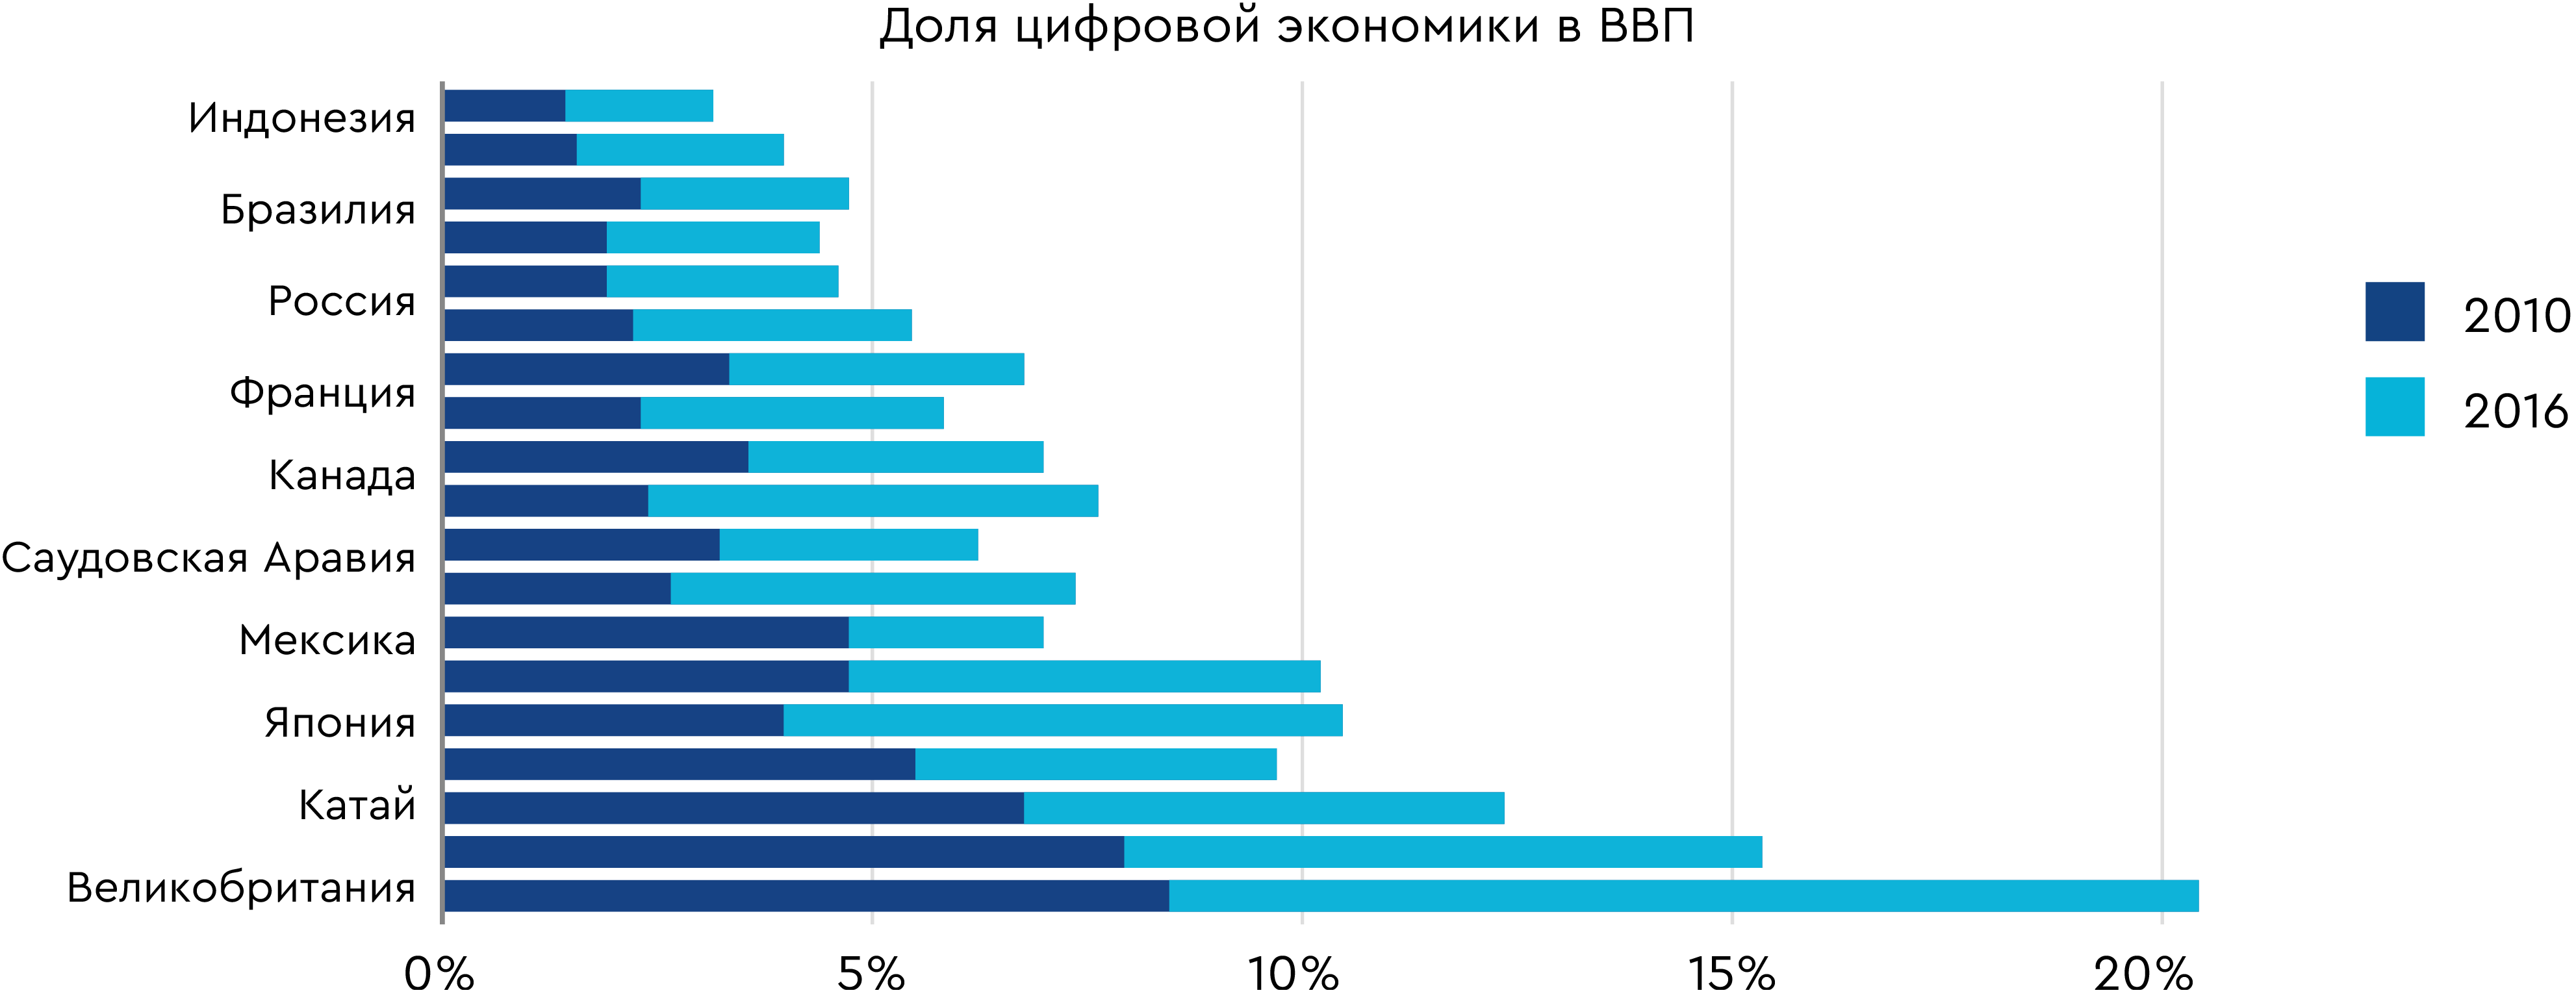 Доля цифровой экономики в ВВП
Индонезия
Бразилия
Россия
Франция
Канада
Саудовская Аравия
Мексика
Япония
Катай
Великобритания
0% 5% 10% 15% 20%
2010
2016